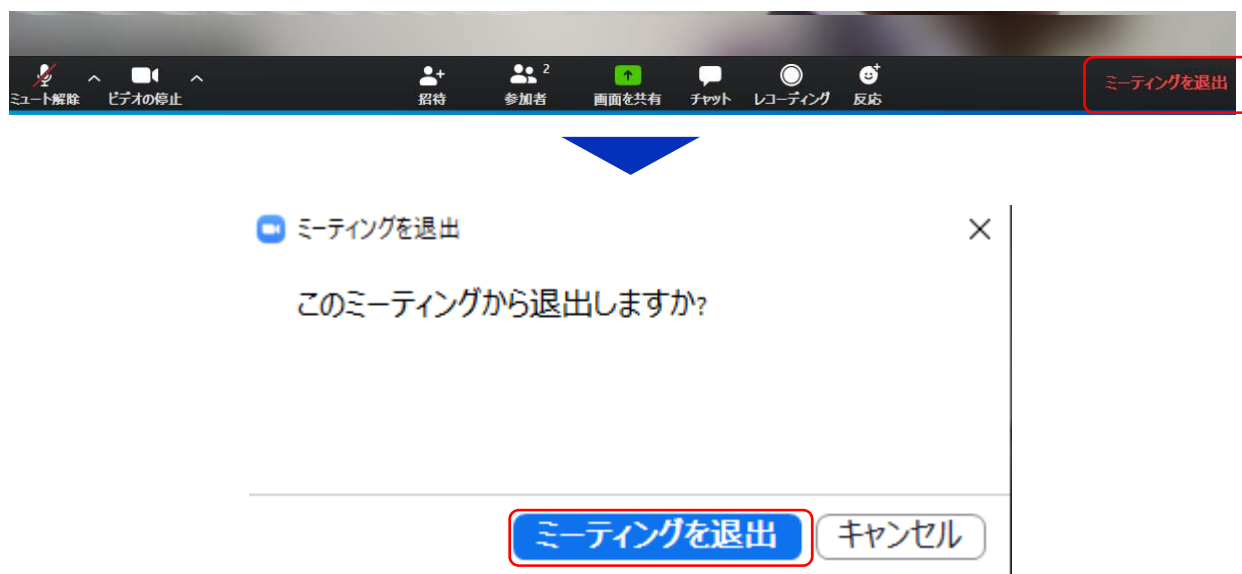 ミュート解除 ビデオの停止 招待 参加者 2 画面を共有 チャット レコーディング 反応 ミーティングを退出
ミーティングを退出
このミーティングから退出しますか?
ミーティングを退出 キャンセル